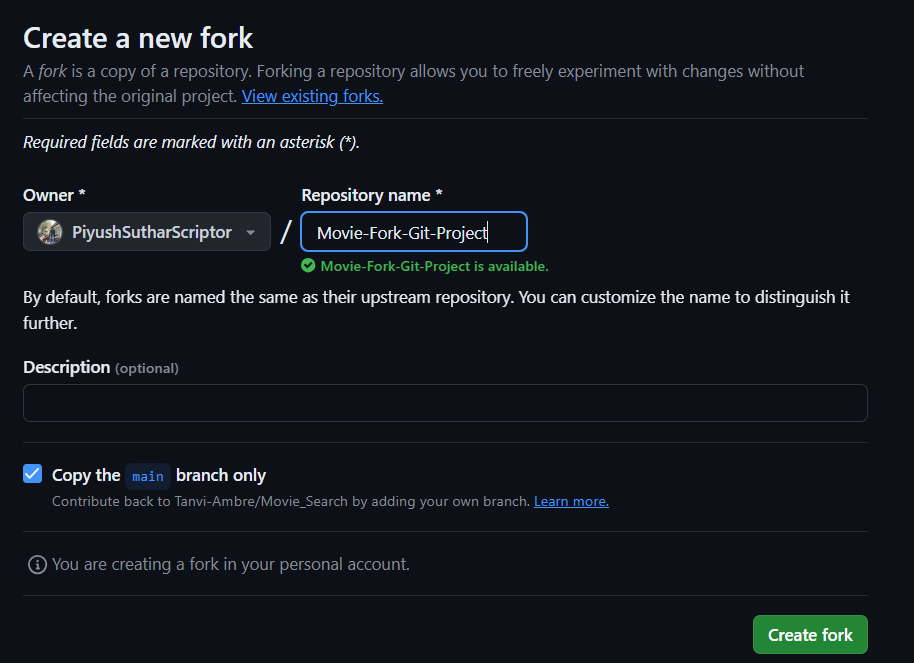 Create a new fork
A fork is a copy of a repository. Forking a repository allows you to freely experiment with changes without
affecting the original project. View existing forks.
Required fields are marked with an asterisk (*).
Owner *
Repository name *
PiyushSutharScriptor
/
Movie-Fork-Git-Project
Movie-Fork-Git-Project is available.
By default, forks are named the same as their upstream repository. You can customize the name to distinguish it
further.
Description (optional)
Copy the main branch only
Contribute back to Tanvi-Ambre/Movie_Search by adding your own branch. Learn more.
You are creating a fork in your personal account.
Create fork